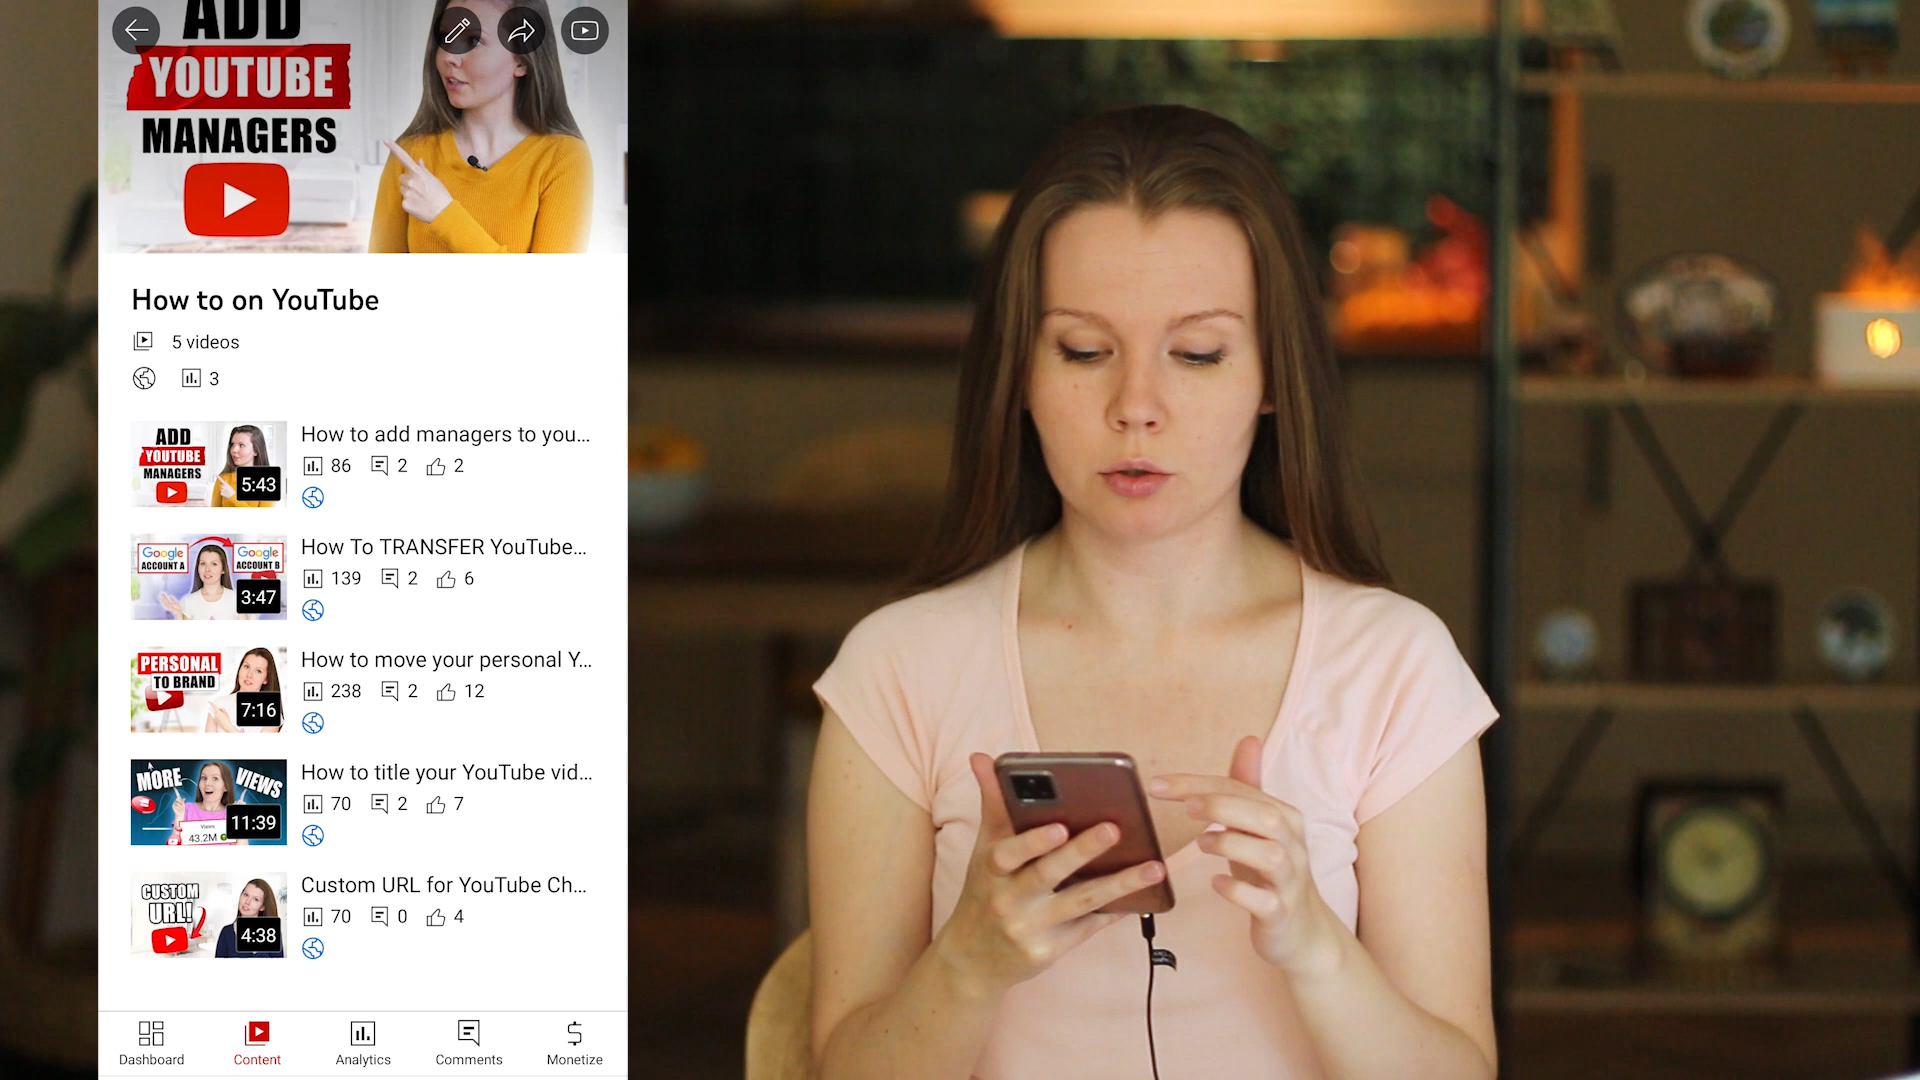 ADD
YOUTUBE
MANAGERS
How to on YouTube
5 videos
3
ADD
YOUTUBE
MANAGERS
5:43
How to add managers to you...
86 2 2
Google
ACCOUNT A
Google
ACCOUNT B
3:47
How To TRANSFER YouTube...
139 2 6
PERSONAL
TO BRAND
7:16
How to move your personal Y...
238 2 12
MORE
VIEWS
Views
43.2M
11:39
How to title your YouTube vid...
70 2 7
CUSTOM
URL!
4:38
Custom URL for YouTube Ch...
70 0 4
Dashboard
Content
Analytics
Comments
Monetize